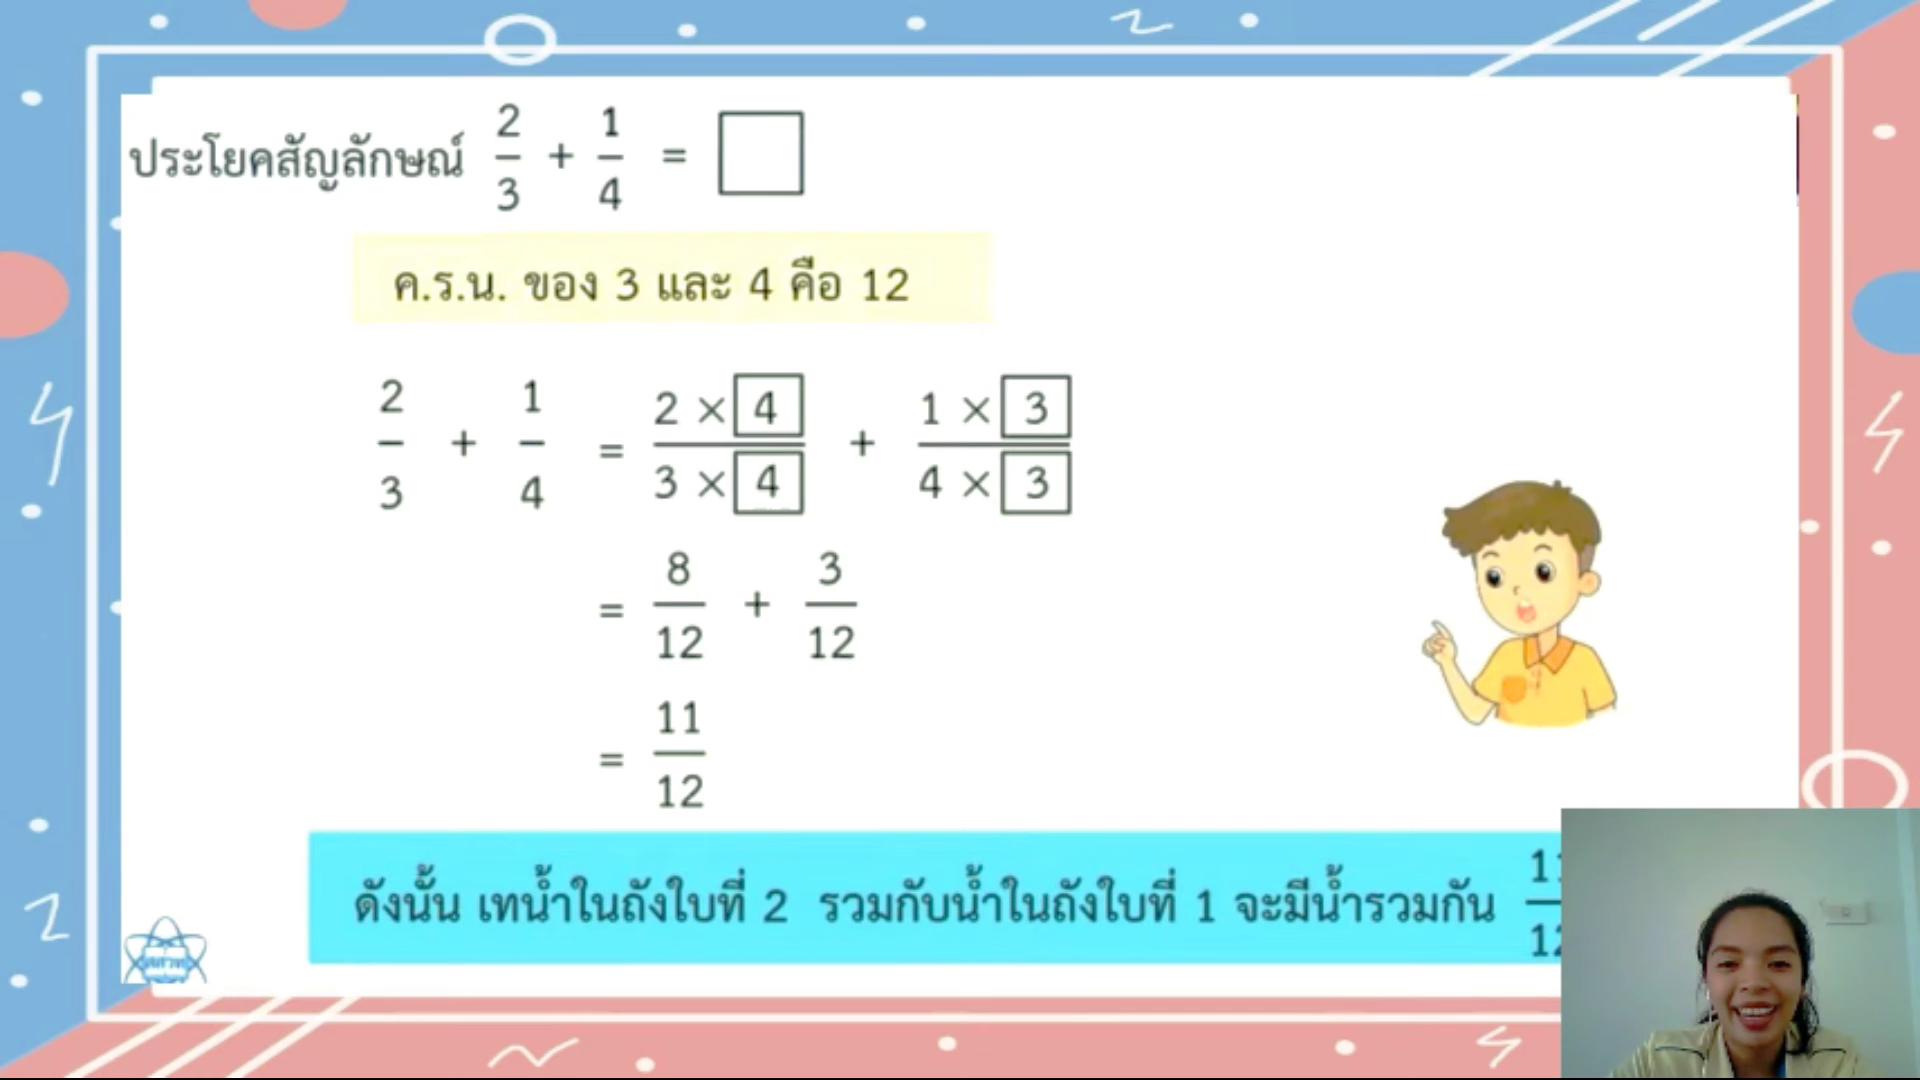 ประโยคสัญลักษณ์ 2/3 + 1/4 =
ค.ร.น. ของ 3 และ 4 คือ 12
2/3 + 1/4 = (2 × 4)/(3 × 4) + (1 × 3)/(4 × 3)
= 8/12 + 3/12
= 11/12
ดังนั้น เทน้ำในถังใบที่ 2 รวมกับน้ำในถังใบที่ 1 จะมีน้ำรวมกัน